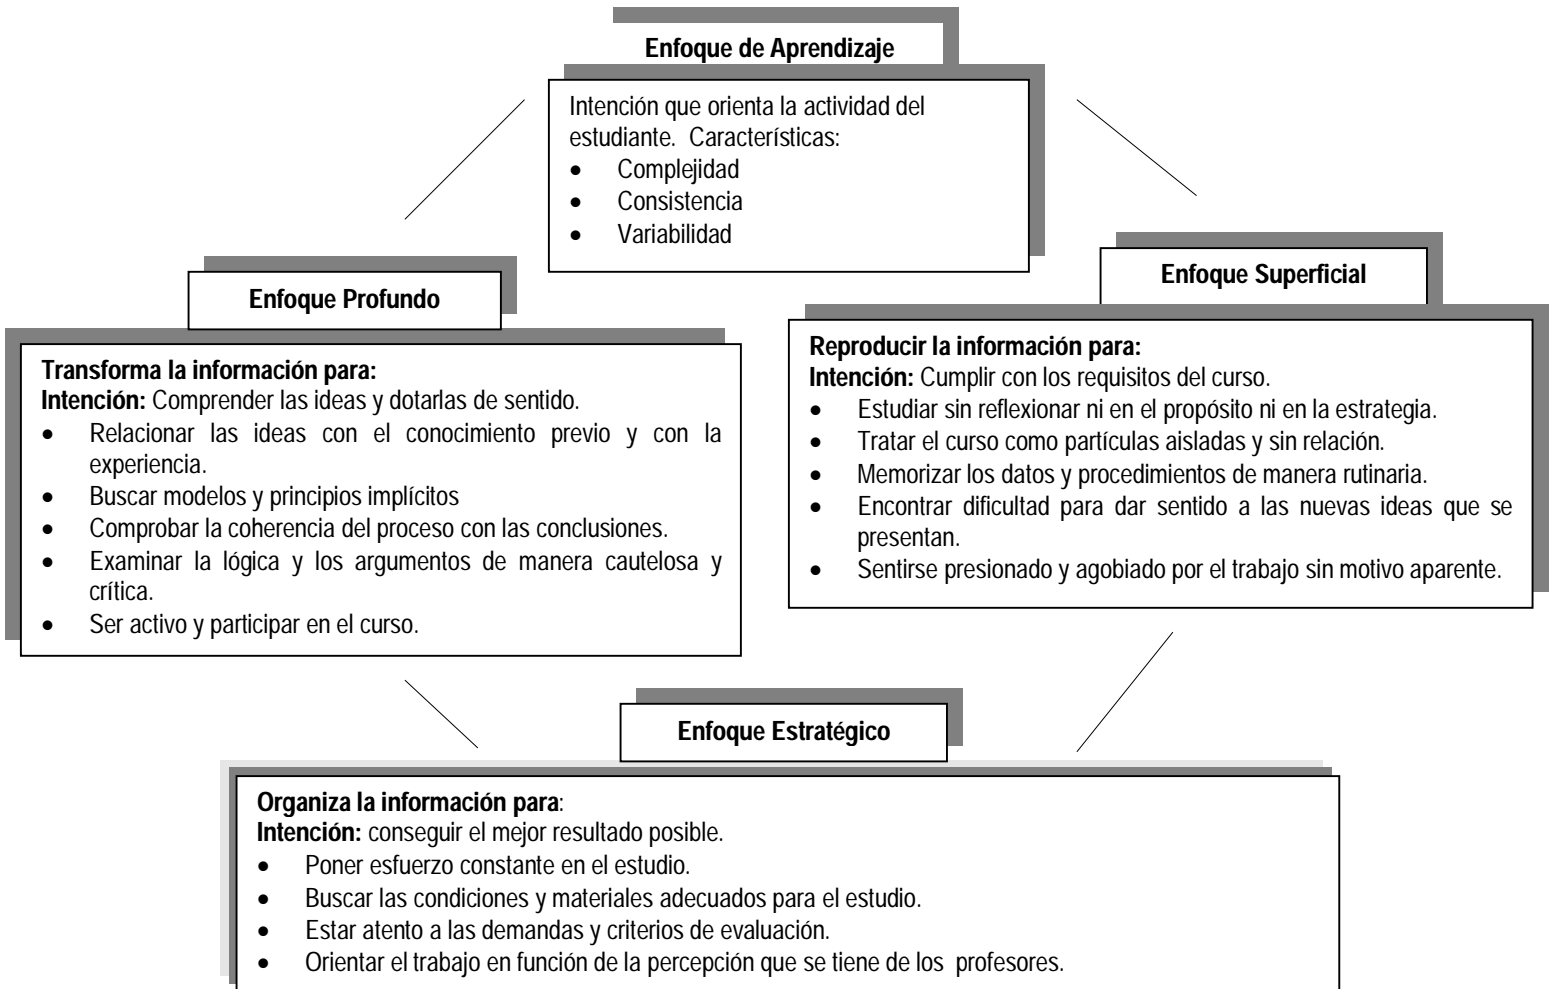 Enfoque de Aprendizaje
Intención que orienta la actividad del
estudiante.  Características:
• Complejidad
• Consistencia
• Variabilidad
Enfoque Profundo
Transforma la información para:
Intención: Comprender las ideas y dotarlas de sentido.
• Relacionar las ideas con el conocimiento previo y con la
experiencia.
• Buscar modelos y principios implícitos
• Comprobar la coherencia del proceso con las conclusiones.
• Examinar la lógica y los argumentos de manera cautelosa y
crítica.
• Ser activo y participar en el curso.
Enfoque Superficial
Reproducir la información para:
Intención: Cumplir con los requisitos del curso.
• Estudiar sin reflexionar ni en el propósito ni en la estrategia.
• Tratar el curso como partículas aisladas y sin relación.
• Memorizar los datos y procedimientos de manera rutinaria.
• Encontrar dificultad para dar sentido a las nuevas ideas que se
presentan.
• Sentirse presionado y agobiado por el trabajo sin motivo aparente.
Enfoque Estratégico
Organiza la información para:
Intención: conseguir el mejor resultado posible.
• Poner esfuerzo constante en el estudio.
• Buscar las condiciones y materiales adecuados para el estudio.
• Estar atento a las demandas y criterios de evaluación.
• Orientar el trabajo en función de la percepción que se tiene de los  profesores.